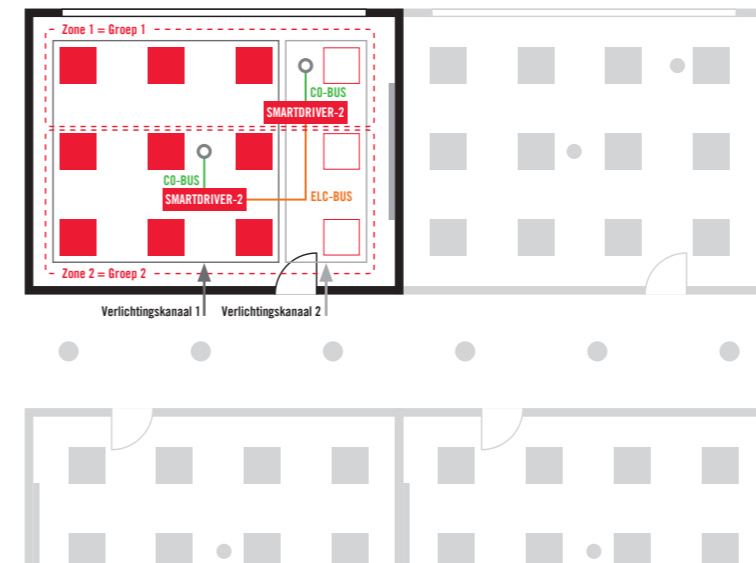 Zone 1 = Groep 1
CO-BUS
SMARTDRIVER-2
CO-BUS
SMARTDRIVER-2
ELC-BUS
Zone 2 = Groep 2
Verlichtingskanaal 1
Verlichtingskanaal 2